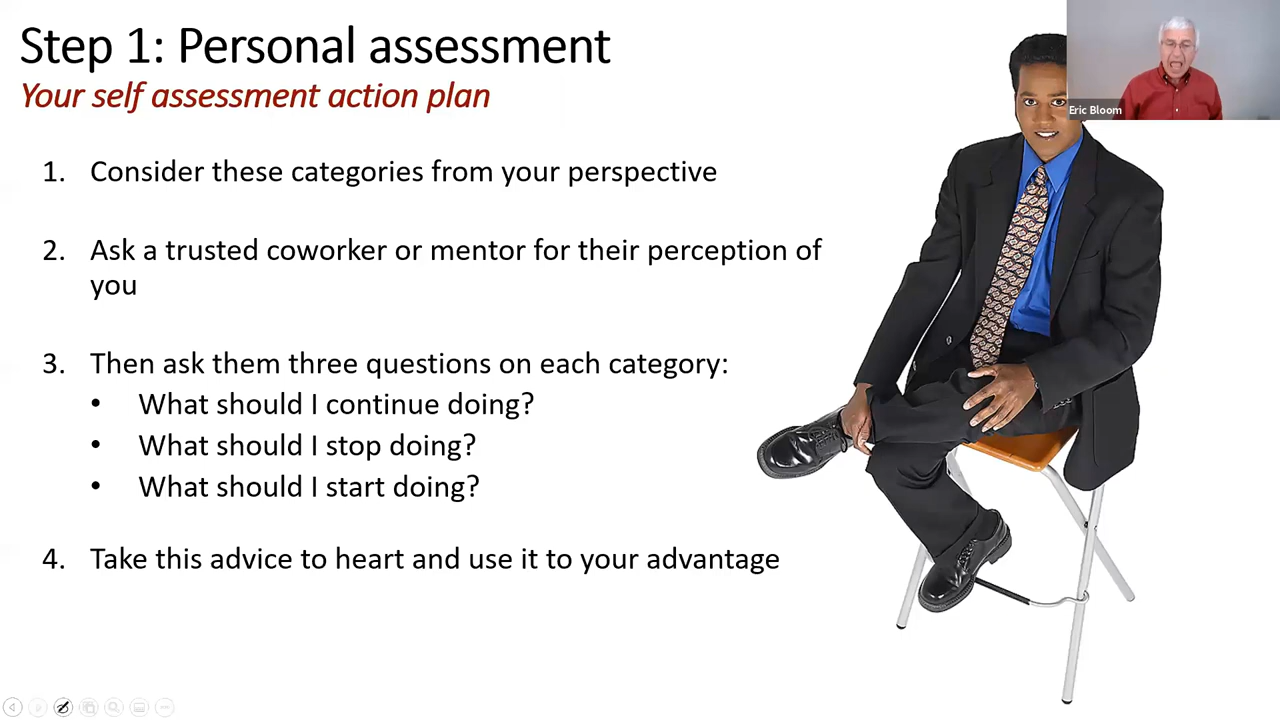 Step 1: Personal assessment
Your self assessment action plan
Eric Bloom
1. Consider these categories from your perspective
2. Ask a trusted coworker or mentor for their perception of
you
3. Then ask them three questions on each category:
• What should I continue doing?
• What should I stop doing?
• What should I start doing?
4. Take this advice to heart and use it to your advantage